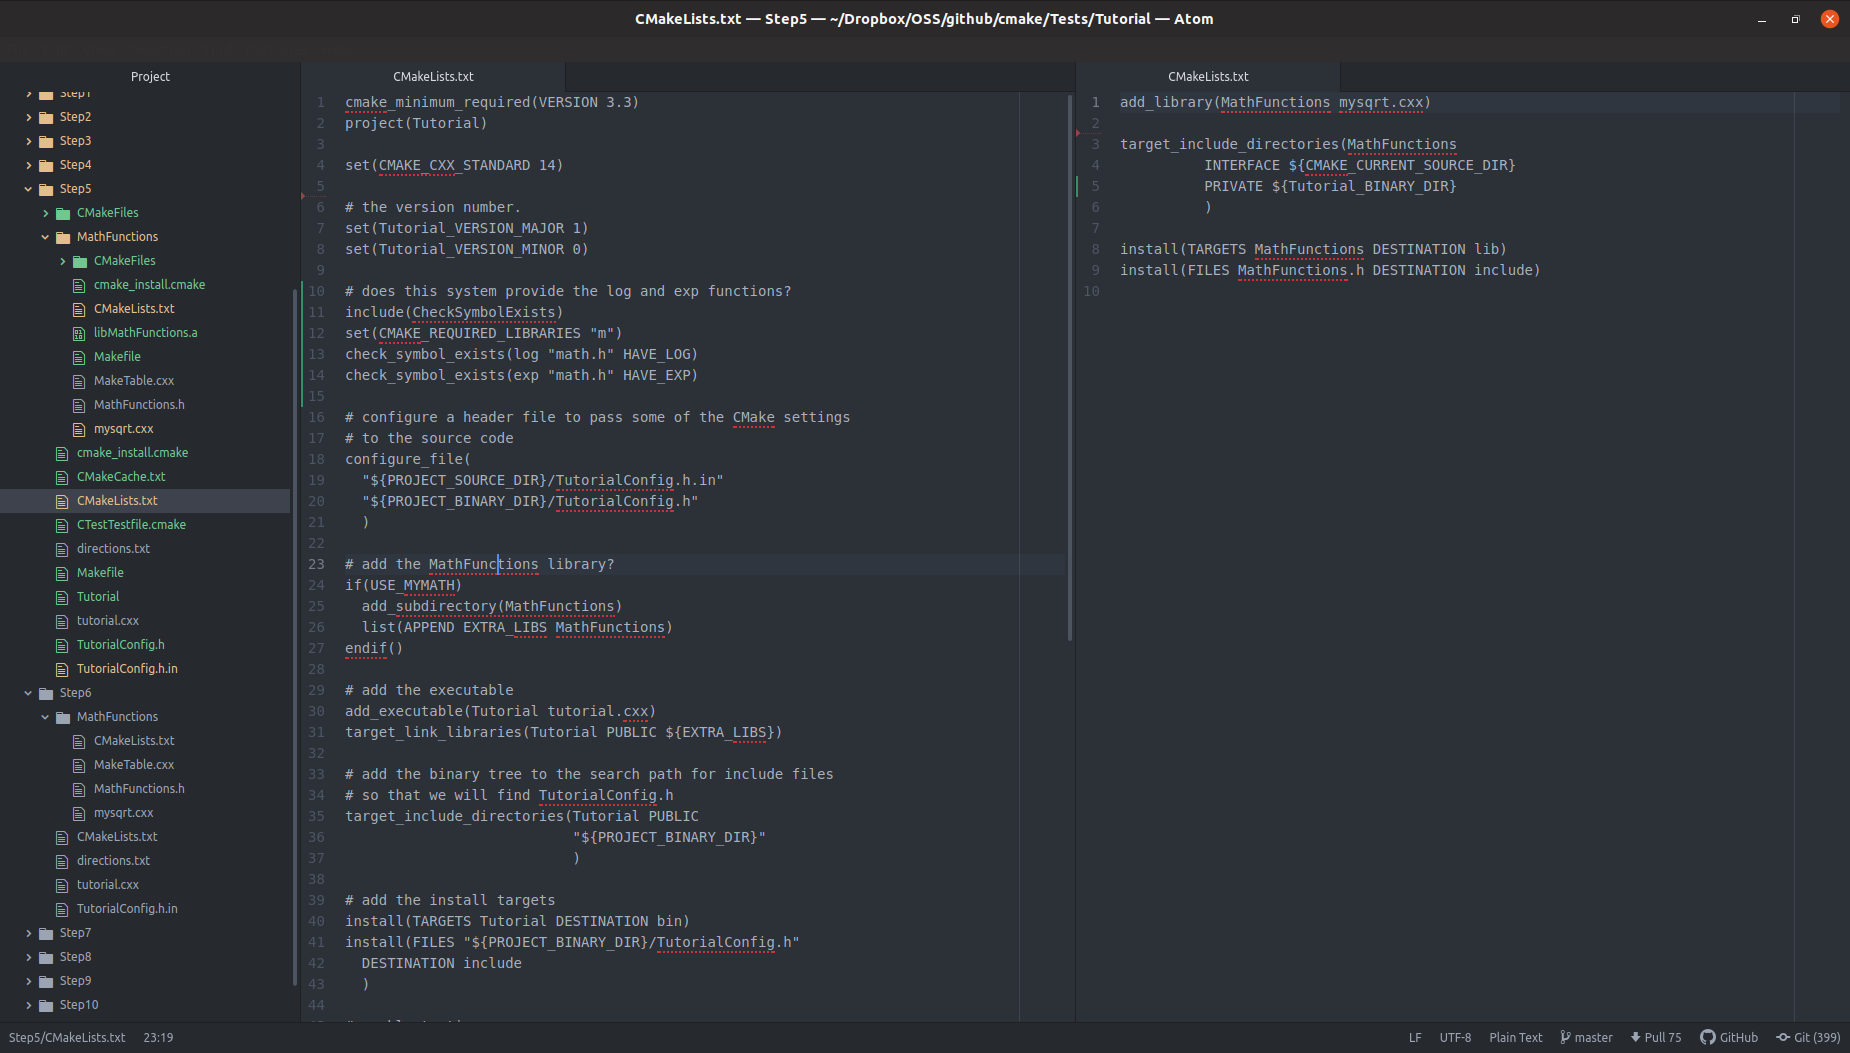 CMakeLists.txt — Step5 — ~/Dropbox/OSS/github/cmake/Tests/Tutorial — Atom
Project
Step1
Step2
Step3
Step4
Step5
CMakeFiles
MathFunctions
CMakeFiles
cmake_install.cmake
CMakeLists.txt
libMathFunctions.a
Makefile
MakeTable.cxx
MathFunctions.h
mysqrt.cxx
cmake_install.cmake
CMakeCache.txt
CMakeLists.txt
CTestTestfile.cmake
directions.txt
Makefile
Tutorial
tutorial.cxx
TutorialConfig.h
TutorialConfig.h.in
Step6
MathFunctions
CMakeLists.txt
MakeTable.cxx
MathFunctions.h
mysqrt.cxx
CMakeLists.txt
directions.txt
tutorial.cxx
TutorialConfig.h.in
Step7
Step8
Step9
Step10
CMakeLists.txt
1 cmake_minimum_required(VERSION 3.3)
2 project(Tutorial)
3
4 set(CMAKE_CXX_STANDARD 14)
5
6 # the version number.
7 set(Tutorial_VERSION_MAJOR 1)
8 set(Tutorial_VERSION_MINOR 0)
9
10 # does this system provide the log and exp functions?
11 include(CheckSymbolExists)
12 set(CMAKE_REQUIRED_LIBRARIES "m")
13 check_symbol_exists(log "math.h" HAVE_LOG)
14 check_symbol_exists(exp "math.h" HAVE_EXP)
15
16 # configure a header file to pass some of the CMake settings
17 # to the source code
18 configure_file(
19   "${PROJECT_SOURCE_DIR}/TutorialConfig.h.in"
20   "${PROJECT_BINARY_DIR}/TutorialConfig.h"
21   )
22
23 # add the MathFunctions library?
24 if(USE_MYMATH)
25   add_subdirectory(MathFunctions)
26   list(APPEND EXTRA_LIBS MathFunctions)
27 endif()
28
29 # add the executable
30 add_executable(Tutorial tutorial.cxx)
31 target_link_libraries(Tutorial PUBLIC ${EXTRA_LIBS})
32
33 # add the binary tree to the search path for include files
34 # so that we will find TutorialConfig.h
35 target_include_directories(Tutorial PUBLIC
36                            "${PROJECT_BINARY_DIR}"
37                            )
38
39 # add the install targets
40 install(TARGETS Tutorial DESTINATION bin)
41 install(FILES "${PROJECT_BINARY_DIR}/TutorialConfig.h"
42   DESTINATION include
43   )
44
CMakeLists.txt
1 add_library(MathFunctions mysqrt.cxx)
2
3 target_include_directories(MathFunctions
4           INTERFACE ${CMAKE_CURRENT_SOURCE_DIR}
5           PRIVATE ${Tutorial_BINARY_DIR}
6           )
7
8 install(TARGETS MathFunctions DESTINATION lib)
9 install(FILES MathFunctions.h DESTINATION include)
10
Step5/CMakeLists.txt 23:19 LF UTF-8 Plain Text master Pull 75 GitHub Git (399)